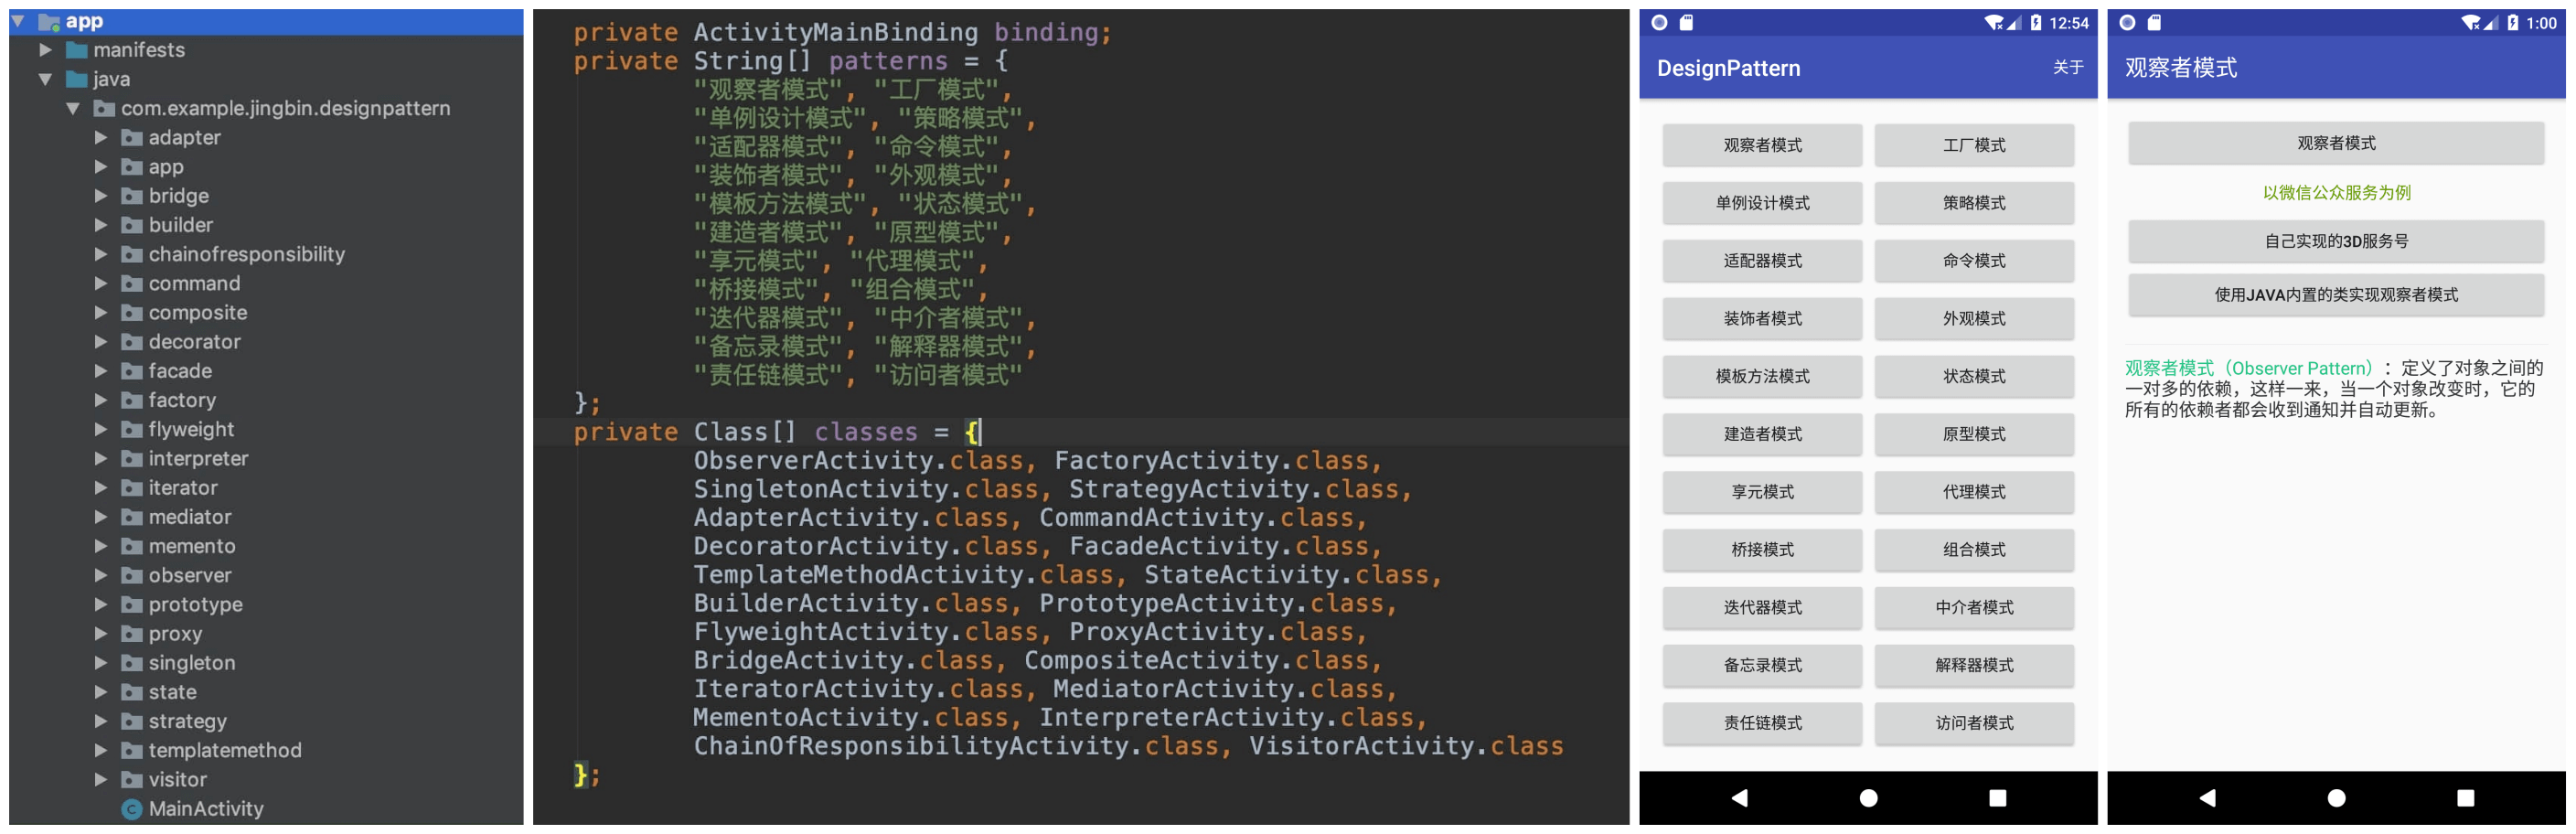 app
manifests
java
com.example.jingbin.designpattern
adapter
app
bridge
builder
chainofresponsibility
command
composite
decorator
facade
factory
flyweight
interpreter
iterator
mediator
memento
observer
prototype
proxy
singleton
state
strategy
templatemethod
visitor
MainActivity
private ActivityMainBinding binding;
private String[] patterns = {
"观察者模式", "工厂模式",
"单例设计模式", "策略模式",
"适配器模式", "命令模式",
"装饰者模式", "外观模式",
"模板方法模式", "状态模式",
"建造者模式", "原型模式",
"享元模式", "代理模式",
"桥接模式", "组合模式",
"迭代器模式", "中介者模式",
"备忘录模式", "解释器模式",
"责任链模式", "访问者模式"
};
private Class[] classes = {
ObserverActivity.class, FactoryActivity.class,
SingletonActivity.class, StrategyActivity.class,
AdapterActivity.class, CommandActivity.class,
DecoratorActivity.class, FacadeActivity.class,
TemplateMethodActivity.class, StateActivity.class,
BuilderActivity.class, PrototypeActivity.class,
FlyweightActivity.class, ProxyActivity.class,
BridgeActivity.class, CompositeActivity.class,
IteratorActivity.class, MediatorActivity.class,
MementoActivity.class, InterpreterActivity.class,
ChainOfResponsibilityActivity.class, VisitorActivity.class
};
12:54
DesignPattern 关于
观察者模式 工厂模式
单例设计模式 策略模式
适配器模式 命令模式
装饰者模式 外观模式
模板方法模式 状态模式
建造者模式 原型模式
享元模式 代理模式
桥接模式 组合模式
迭代器模式 中介者模式
备忘录模式 解释器模式
责任链模式 访问者模式
1:00
观察者模式
观察者模式
以微信公众服务为例
自己实现的3D服务号
使用JAVA内置的类实现观察者模式
观察者模式（Observer Pattern）：定义了对象之间的
一对多的依赖，这样一来，当一个对象改变时，它的
所有的依赖者都会收到通知并自动更新。